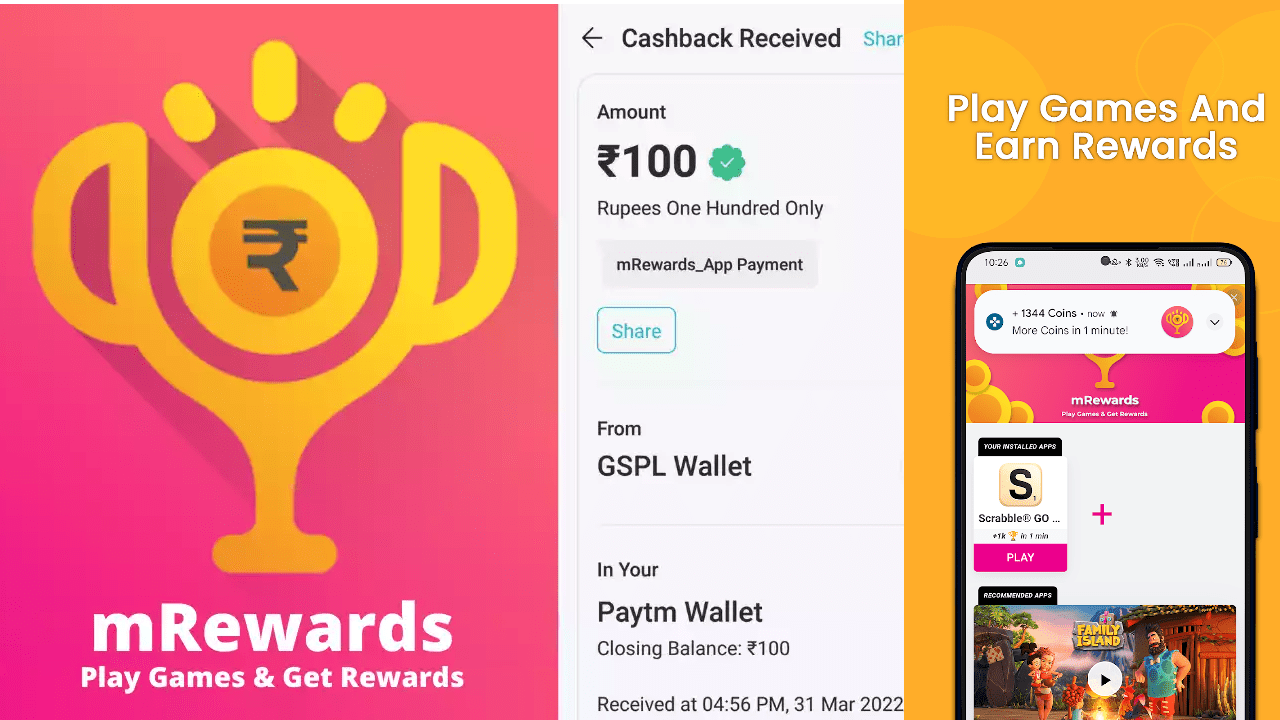 ₹
mRewards
Play Games & Get Rewards
Cashback Received
Shar
Amount
₹100
Rupees One Hundred Only
mRewards_App Payment
Share
From
GSPL Wallet
In Your
Paytm Wallet
Closing Balance: ₹100
Received at 04:56 PM, 31 Mar 2022
Play Games And
Earn Rewards
10:26
+ 1344 Coins • now
More Coins in 1 minute!
mRewards
Play Games & Get Rewards
YOUR INSTALLED APPS
S1
Scrabble® GO ...
+1k in 1 min
PLAY
+
RECOMMENDED APPS
FAMILY
ISLAND